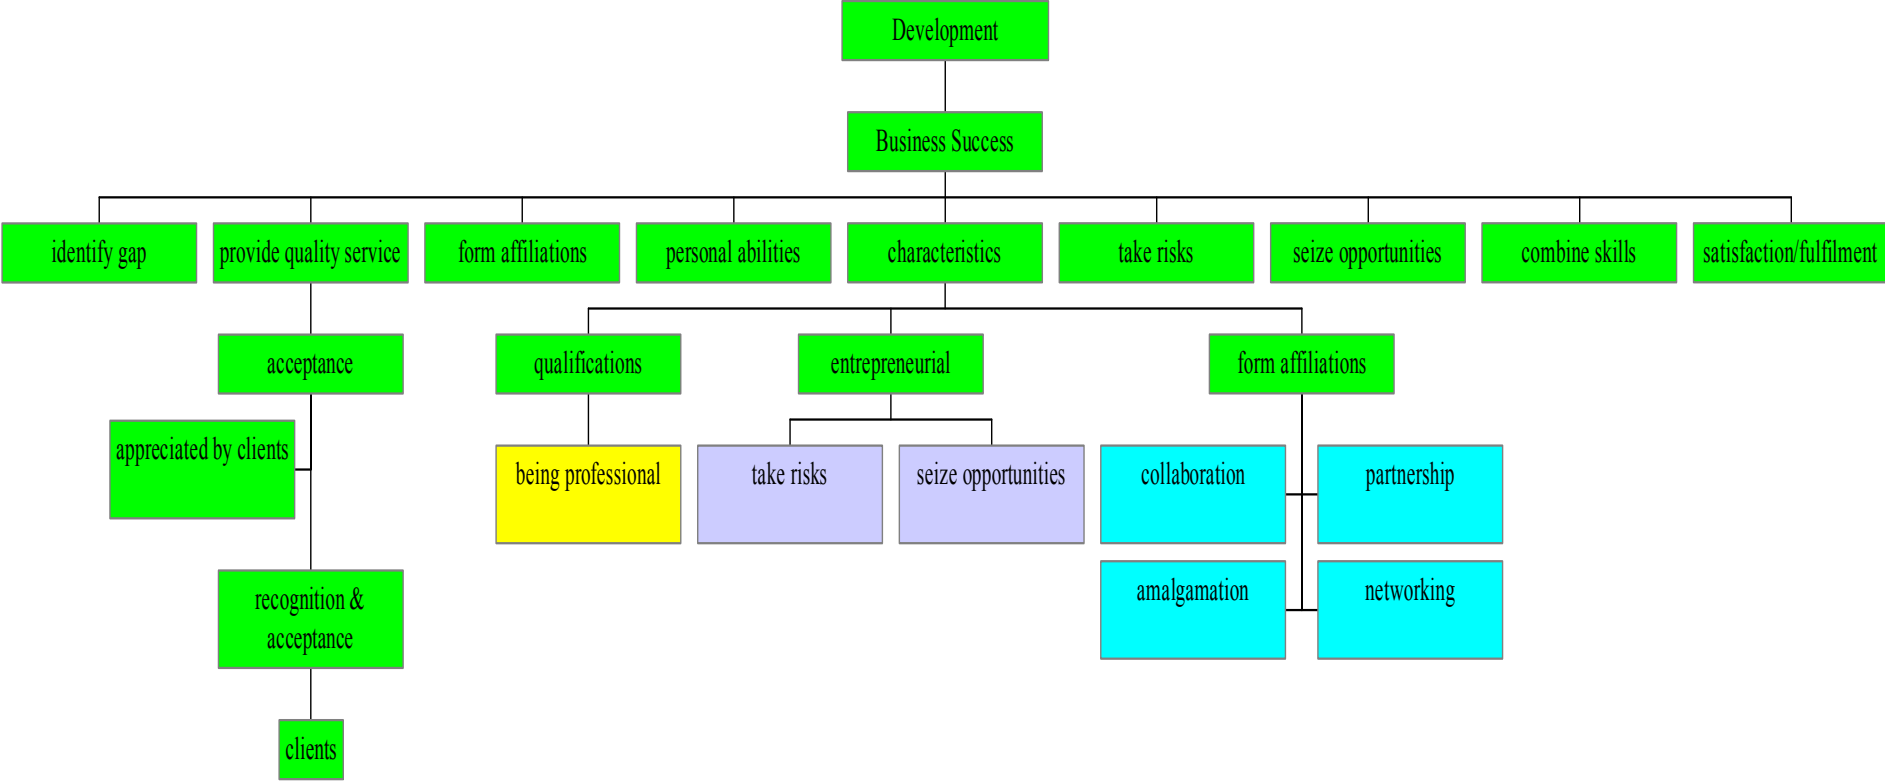 Development
Business Success
identify gap
provide quality service
form affiliations
personal abilities
characteristics
take risks
seize opportunities
combine skills
satisfaction/fulfilment
acceptance
qualifications
entrepreneurial
form affiliations
appreciated by clients
being professional
take risks
seize opportunities
collaboration
partnership
amalgamation
networking
recognition &
acceptance
clients